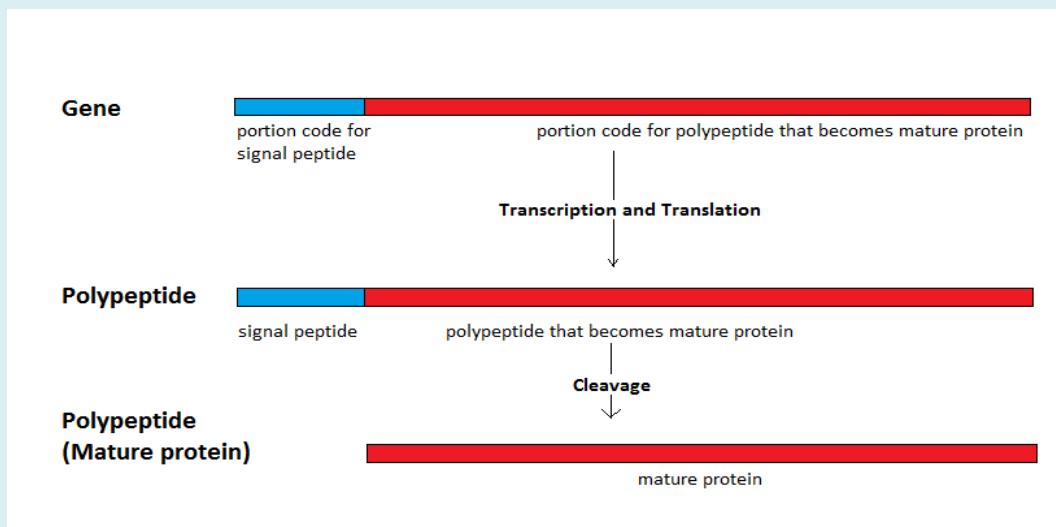 Gene
portion code for
signal peptide
portion code for polypeptide that becomes mature protein
Transcription and Translation
Polypeptide
signal peptide
polypeptide that becomes mature protein
Cleavage
Polypeptide
(Mature protein)
mature protein